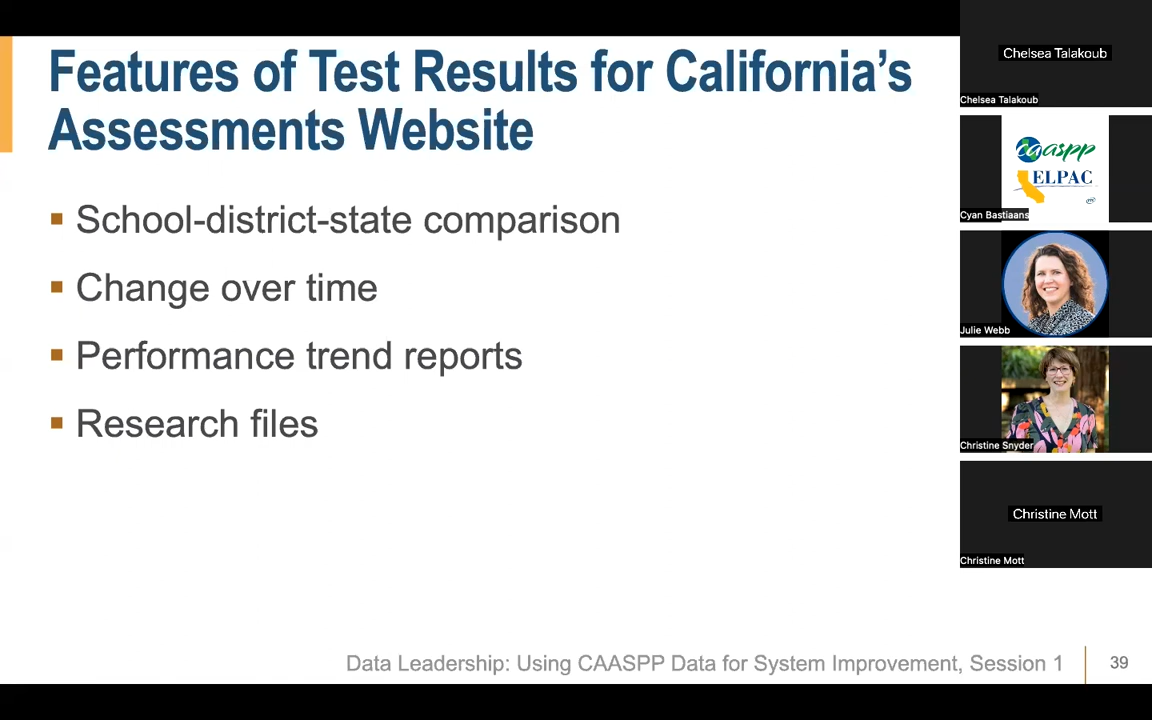 Features of Test Results for California’s
Assessments Website
▪ School-district-state comparison
▪ Change over time
▪ Performance trend reports
▪ Research files
Data Leadership: Using CAASPP Data for System Improvement, Session 1
39
Chelsea Talakoub
Chelsea Talakoub
caaspp
ELPAC
Cyan Bastiaans
Julie Webb
Christine Snyder
Christine Mott
Christine Mott